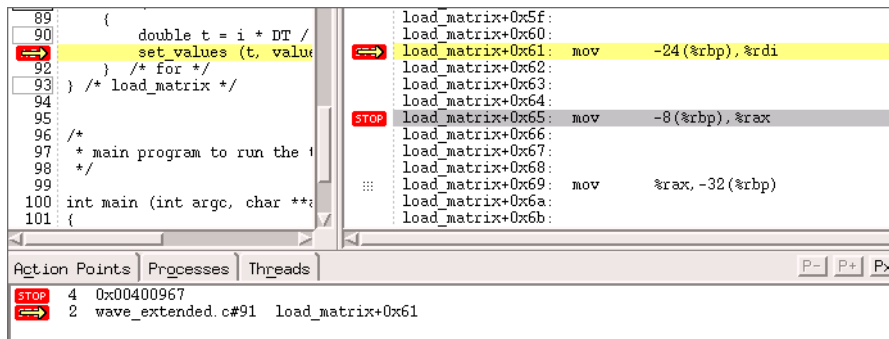 89 {
90 double t = i * DT /
set_values (t, value
92 } /* for */
93 } /* load_matrix */
94
95
96 /*
97 * main program to run the
98 */
99
100 int main (int argc, char **
101 {
load_matrix+0x5f:
load_matrix+0x60:
load_matrix+0x61: mov -24(%rbp),%rdi
load_matrix+0x62:
load_matrix+0x63:
load_matrix+0x64:
STOP load_matrix+0x65: mov -8(%rbp),%rax
load_matrix+0x66:
load_matrix+0x67:
load_matrix+0x68:
load_matrix+0x69: mov %rax,-32(%rbp)
load_matrix+0x6a:
load_matrix+0x6b:
Action Points Processes Threads P- P+ Px
STOP 4 0x00400967
2 wave_extended.c#91 load_matrix+0x61